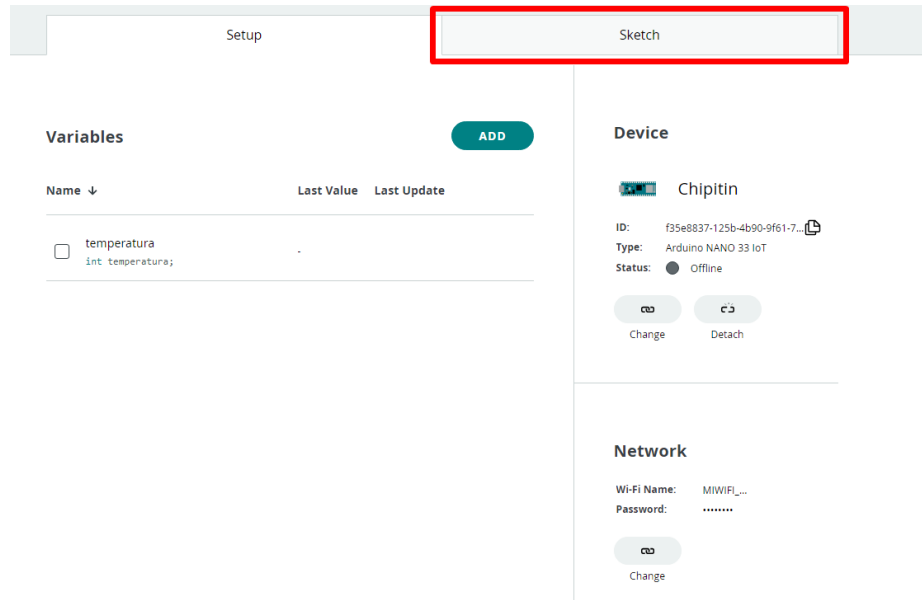 Setup
Sketch
Variables
ADD
Name ↓ Last Value Last Update
temperatura
int temperatura;
-
Device
Chipitin
ID: f35e8837-125b-4b90-9f61-7...
Type: Arduino NANO 33 IoT
Status: Offline
Change Detach
Network
Wi-Fi Name: MIWIFI_...
Password: ••••••••
Change